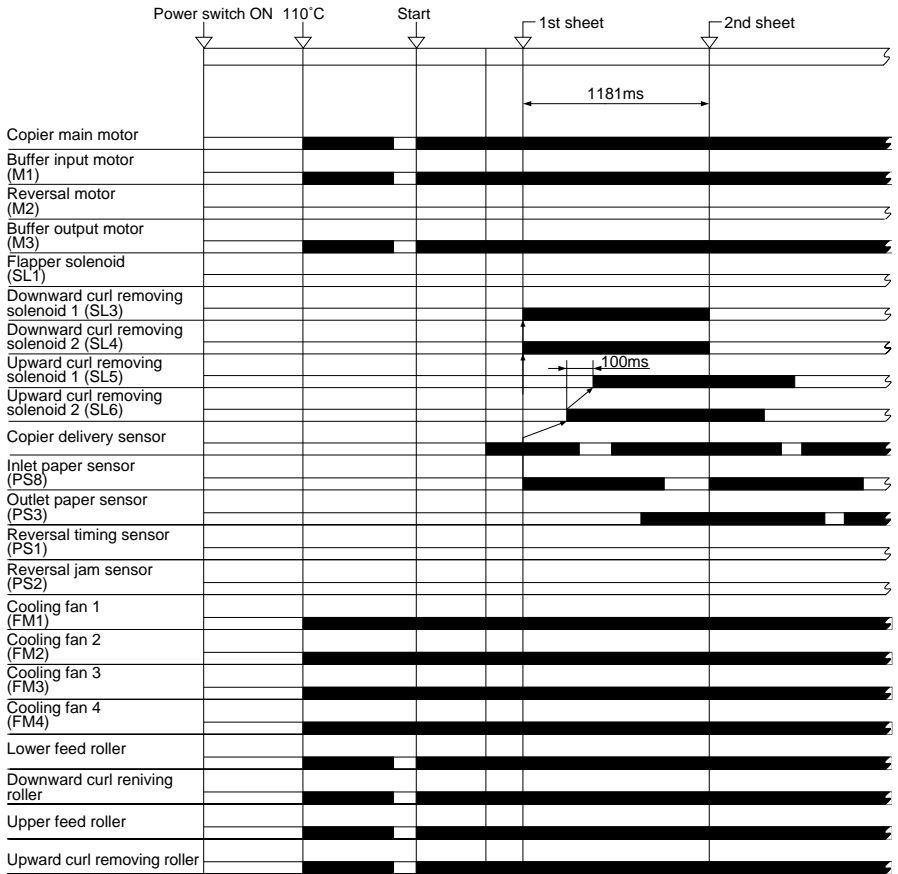 Power switch ON 110°C Start
1st sheet 2nd sheet
1181ms
Copier main motor
Buffer input motor
(M1)
Reversal motor
(M2)
Buffer output motor
(M3)
Flapper solenoid
(SL1)
Downward curl removing
solenoid 1 (SL3)
Downward curl removing
solenoid 2 (SL4)
Upward curl removing
solenoid 1 (SL5)
100ms
Upward curl removing
solenoid 2 (SL6)
Copier delivery sensor
Inlet paper sensor
(PS8)
Outlet paper sensor
(PS3)
Reversal timing sensor
(PS1)
Reversal jam sensor
(PS2)
Cooling fan 1
(FM1)
Cooling fan 2
(FM2)
Cooling fan 3
(FM3)
Cooling fan 4
(FM4)
Lower feed roller
Downward curl reniving
roller
Upper feed roller
Upward curl removing roller